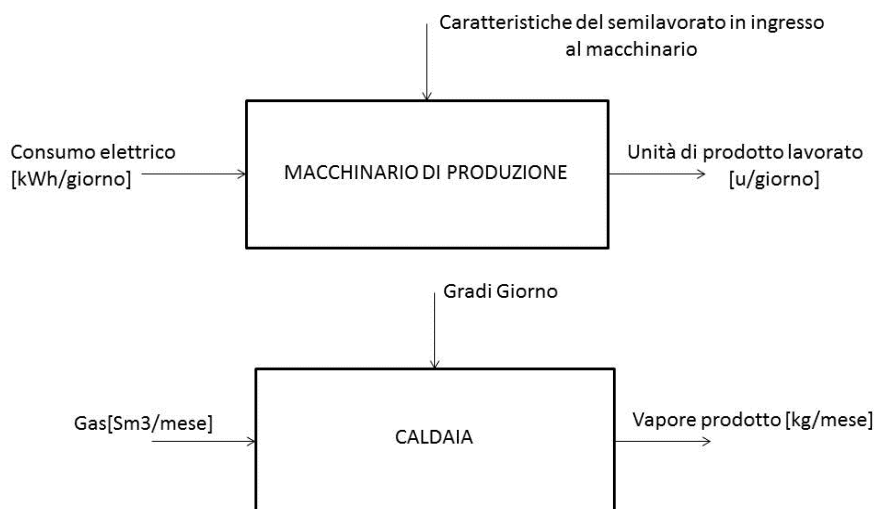 Caratteristiche del semilavorato in ingresso
al macchinario
Consumo elettrico
[kWh/giorno]
MACCHINARIO DI PRODUZIONE
Unità di prodotto lavorato
[u/giorno]
Gradi Giorno
Gas[Sm3/mese]
CALDAIA
Vapore prodotto [kg/mese]